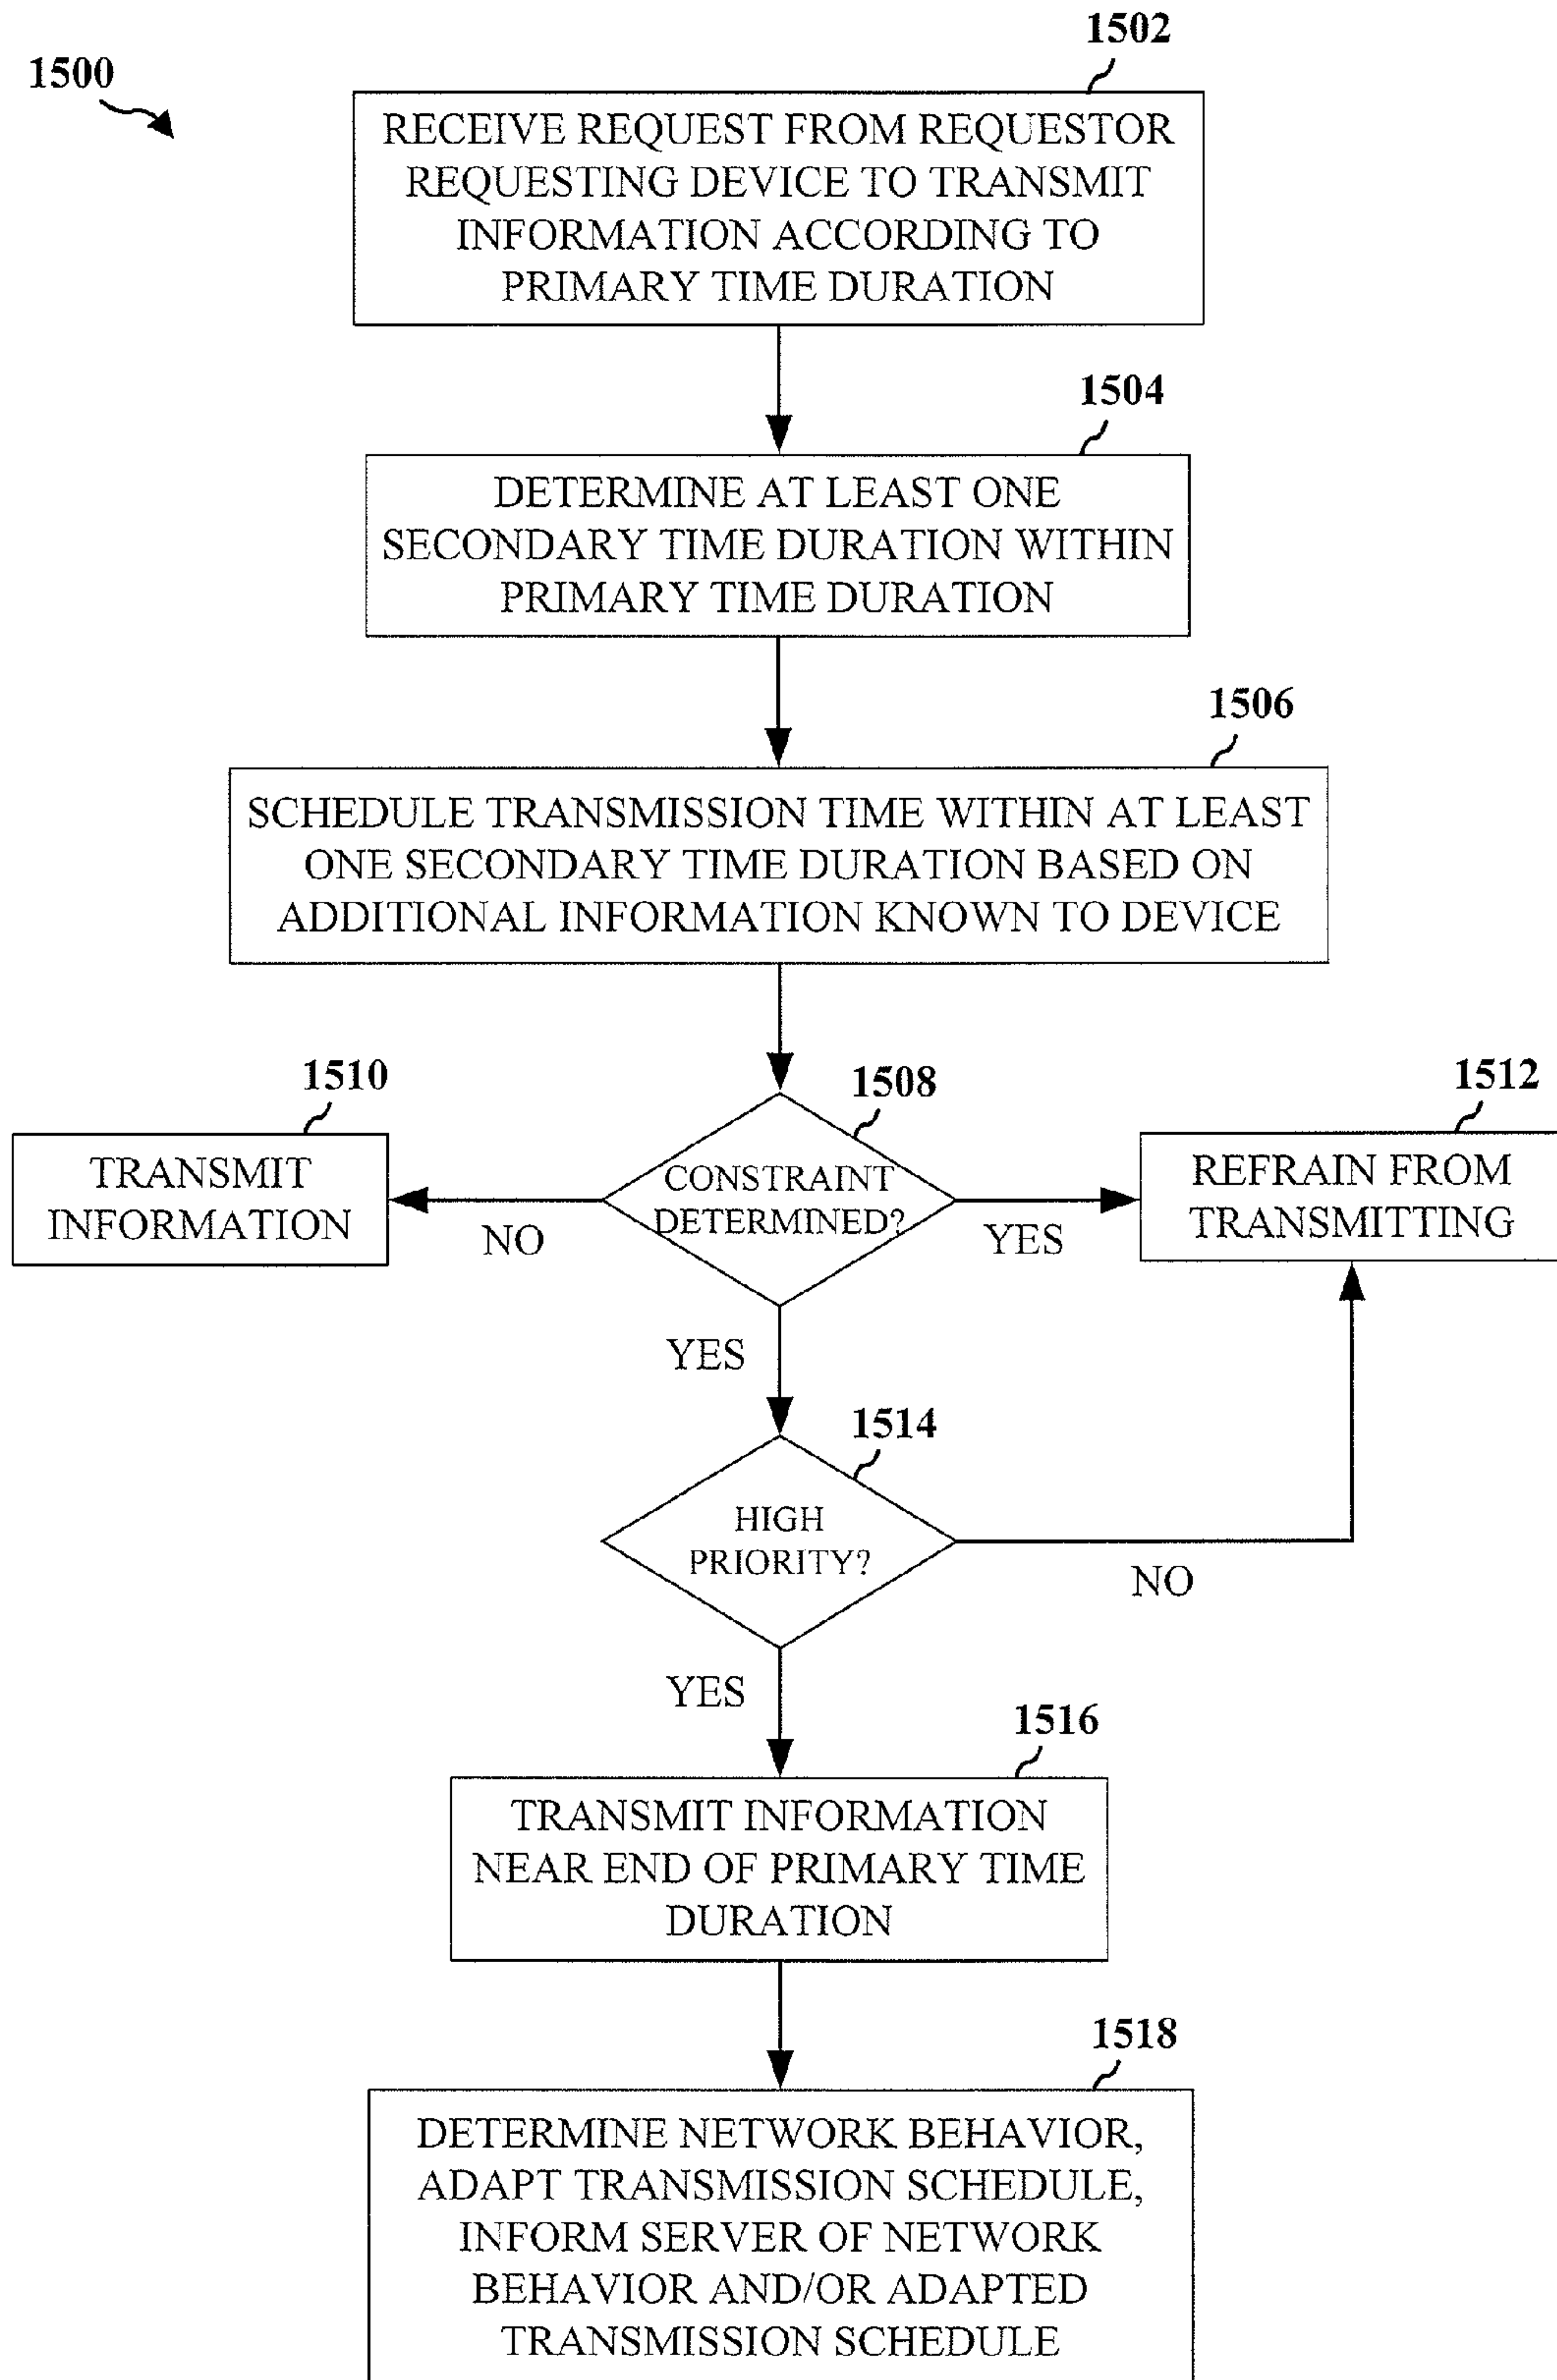 1500
1502
RECEIVE REQUEST FROM REQUESTOR
REQUESTING DEVICE TO TRANSMIT
INFORMATION ACCORDING TO
PRIMARY TIME DURATION
1504
DETERMINE AT LEAST ONE
SECONDARY TIME DURATION WITHIN
PRIMARY TIME DURATION
1506
SCHEDULE TRANSMISSION TIME WITHIN AT LEAST
ONE SECONDARY TIME DURATION BASED ON
ADDITIONAL INFORMATION KNOWN TO DEVICE
1510
TRANSMIT
INFORMATION
NO
1508
CONSTRAINT
DETERMINED?
YES
1512
REFRAIN FROM
TRANSMITTING
YES
1514
HIGH
PRIORITY?
NO
YES
1516
TRANSMIT INFORMATION
NEAR END OF PRIMARY TIME
DURATION
1518
DETERMINE NETWORK BEHAVIOR,
ADAPT TRANSMISSION SCHEDULE,
INFORM SERVER OF NETWORK
BEHAVIOR AND/OR ADAPTED
TRANSMISSION SCHEDULE